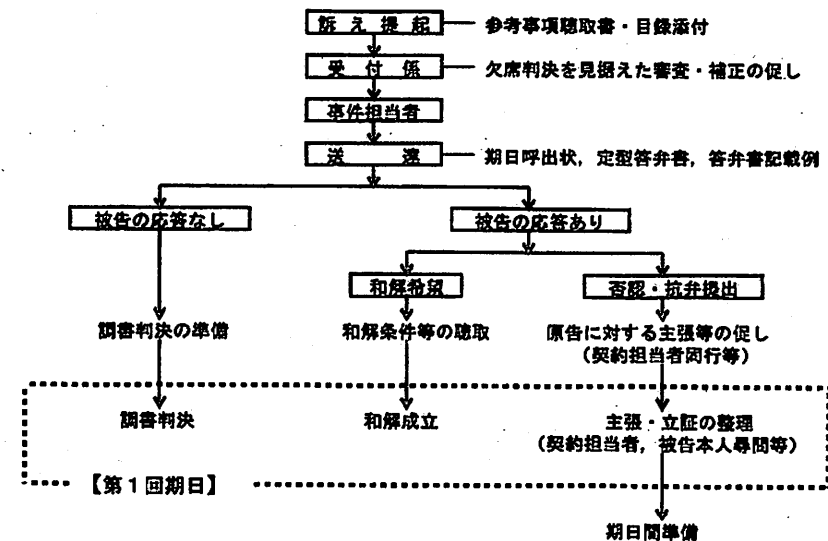 訴え提起
参考事項聴取書・目録添付
受付係
欠席判決を見据えた審査・補正の促し
事件担当者
送達
期日呼出状，定型答弁書，答弁書記載例
被告の応答なし
被告の応答あり
和解希望
否認・抗弁提出
調書判決の準備
和解条件等の聴取
原告に対する主張等の促し
（契約担当者同行等）
調書判決
和解成立
主張・立証の整理
（契約担当者，被告本人尋問等）
【第1回期日】
期日間準備